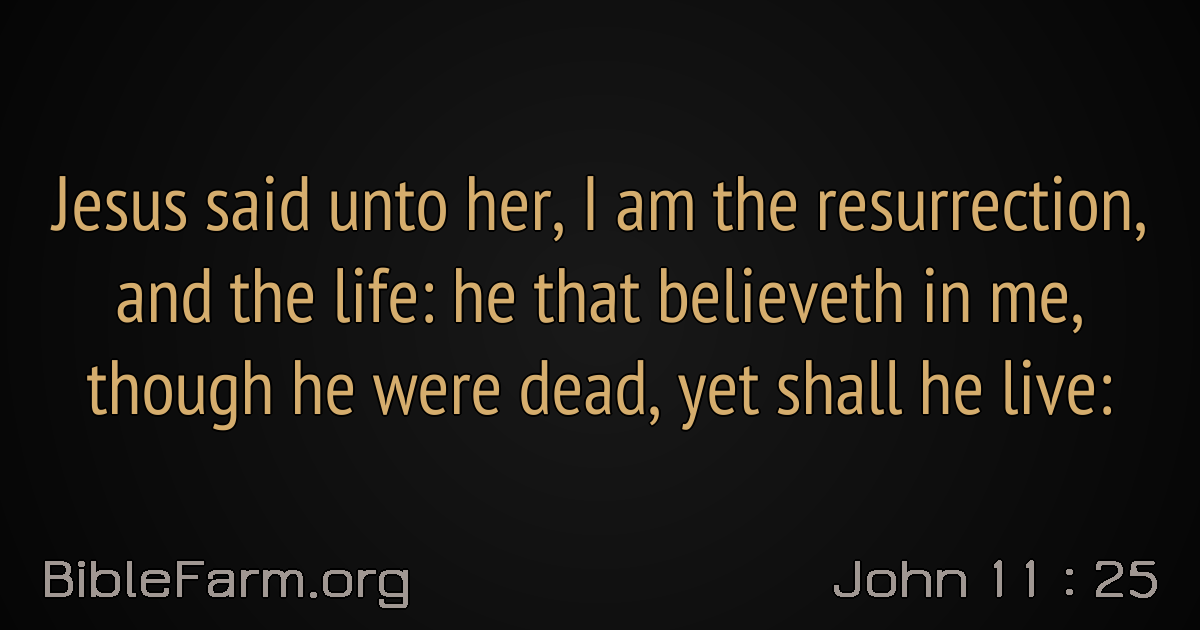 Jesus said unto her, I am the resurrection,
and the life: he that believeth in me,
though he were dead, yet shall he live:
BibleFarm.org
John 11 : 25